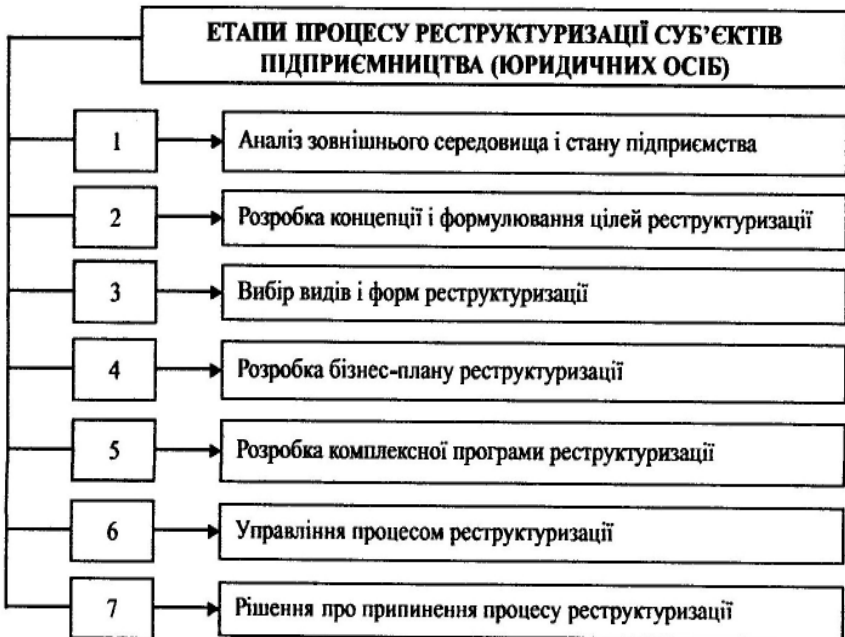 ЕТАПИ ПРОЦЕСУ РЕСТРУКТУРИЗАЦІЇ СУБ’ЄКТІВ
ПІДПРИЄМНИЦТВА (ЮРИДИЧНИХ ОСІБ)
1 Аналіз зовнішнього середовища і стану підприємства
2 Розробка концепції і формулювання цілей реструктуризації
3 Вибір видів і форм реструктуризації
4 Розробка бізнес-плану реструктуризації
5 Розробка комплексної програми реструктуризації
6 Управління процесом реструктуризації
7 Рішення про припинення процесу реструктуризації